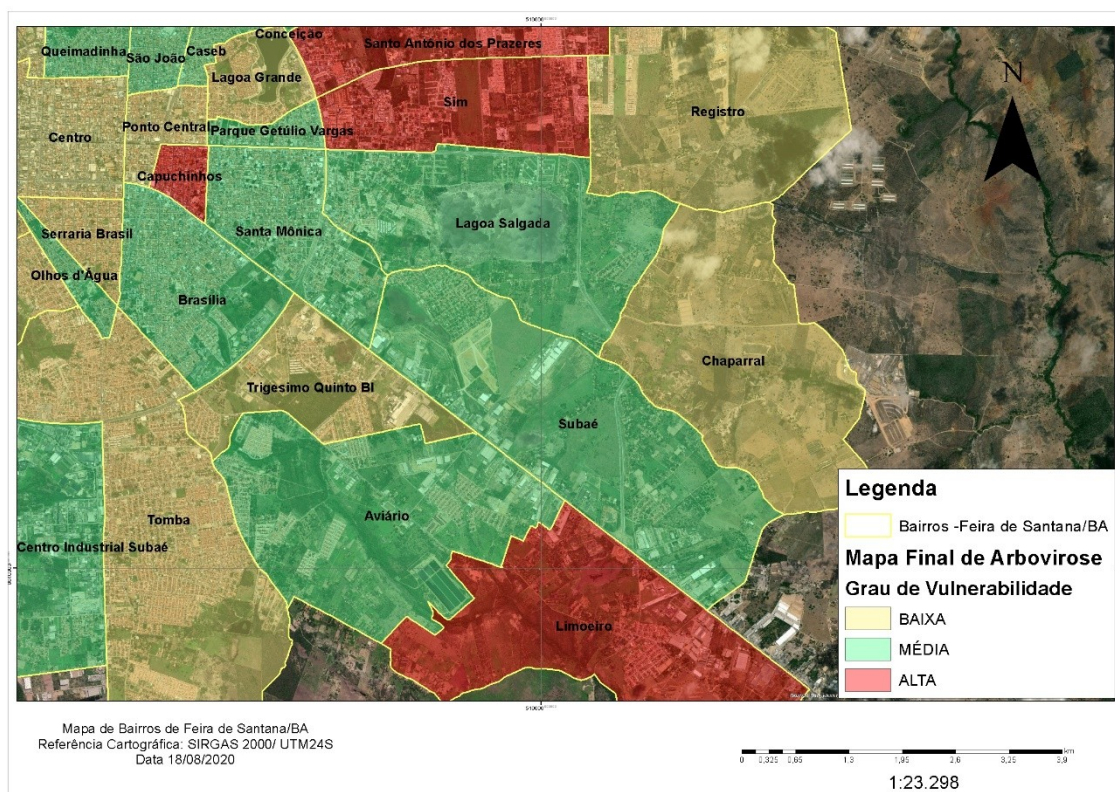 510000
Conceição
Queimadinha
São João
Caseb
Santo Antônio dos Prazeres
Lagoa Grande
Sim
Registro
N
Centro
Ponto Central
Parque Getúlio Vargas
Capuchinhos
Serraria Brasil
Santa Mônica
Lagoa Salgada
Olhos d'Água
Brasília
Trigesimo Quinto BI
Chaparral
Subaé
Tomba
Aviário
Centro Industrial Subaé
Limoeiro
Legenda
Bairros -Feira de Santana/BA
Mapa Final de Arbovirose
Grau de Vulnerabilidade
BAIXA
MÉDIA
ALTA
510000
Mapa de Bairros de Feira de Santana/BA
Referência Cartográfica: SIRGAS 2000/ UTM24S
Data 18/08/2020
km
0 0,325 0,65 1,3 1,95 2,6 3,25 3,9
1:23.298